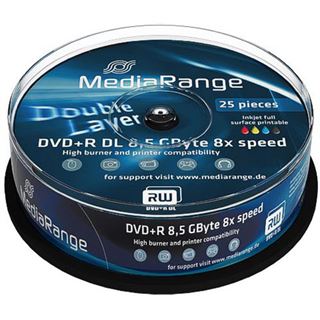 MediaRange
25 pieces
Double
Layer
Inkjet full
surface printable
DVD+R DL 8,5 GByte 8x speed
High burner and printer compatibility
for support visit www.mediarange.de
RW
DVD+R DL
MediaRange
DVD+R 8,5 GByte 8x speed
High burner and printer compatibility
for support visit www.mediarange.de
RW